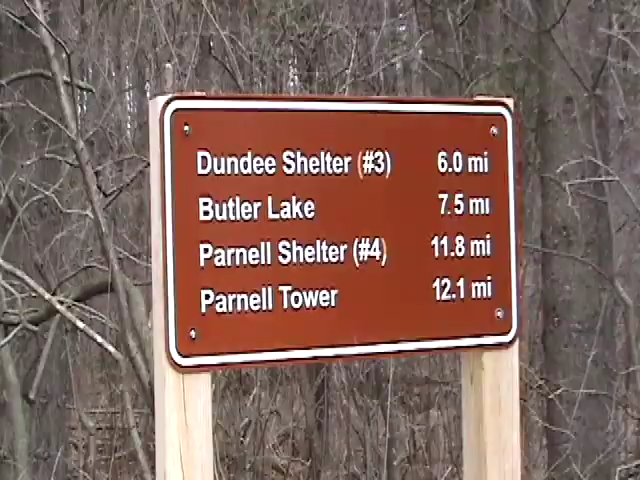 Dundee Shelter (#3) 6.0 mi
Butler Lake 7.5 mi
Parnell Shelter (#4) 11.8 mi
Parnell Tower 12.1 mi